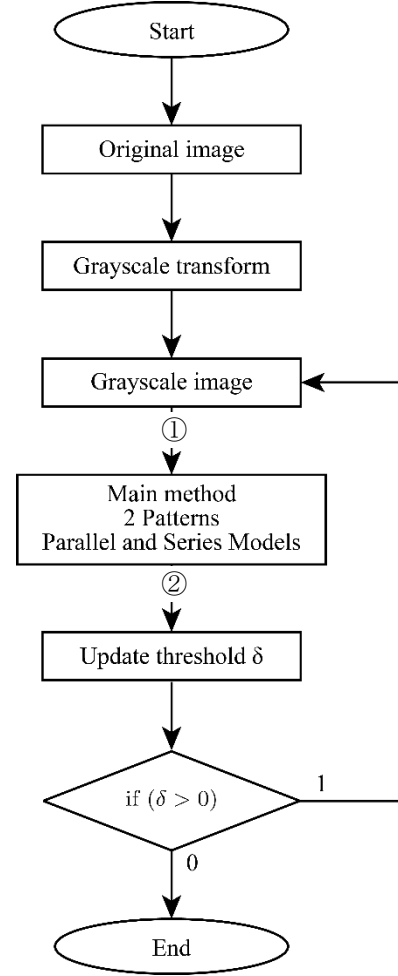 Start
Original image
Grayscale transform
Grayscale image
①
Main method
2 Patterns
Parallel and Series Models
②
Update threshold δ
if (δ > 0)
1
0
End